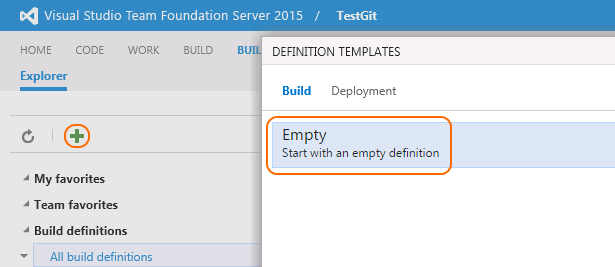 Visual Studio Team Foundation Server 2015 / TestGit
HOME CODE WORK BUILD BUIL
DEFINITION TEMPLATES
Explorer
Build Deployment
Empty
Start with an empty definition
My favorites
Team favorites
Build definitions
All build definitions